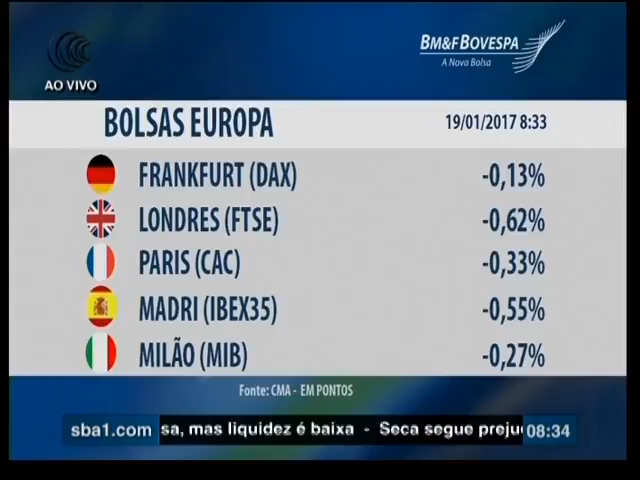 AO VIVO
BM&FBOVESPA
A Nova Bolsa
BOLSAS EUROPA
19/01/2017 8:33
FRANKFURT (DAX) -0,13%
LONDRES (FTSE) -0,62%
PARIS (CAC) -0,33%
MADRI (IBEX35) -0,55%
MILÃO (MIB) -0,27%
Fonte: CMA - EM PONTOS
sba1.com sa, mas liquidez é baixa - Seca segue preju 08:34